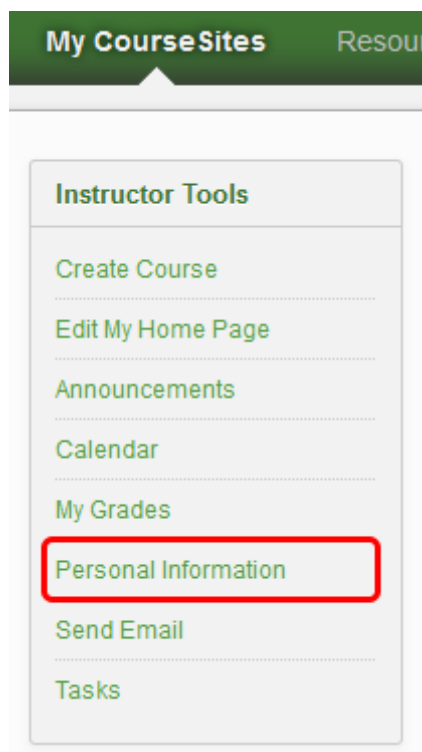 My CourseSites
Instructor Tools
Create Course
Edit My Home Page
Announcements
Calendar
My Grades
Personal Information
Send Email
Tasks